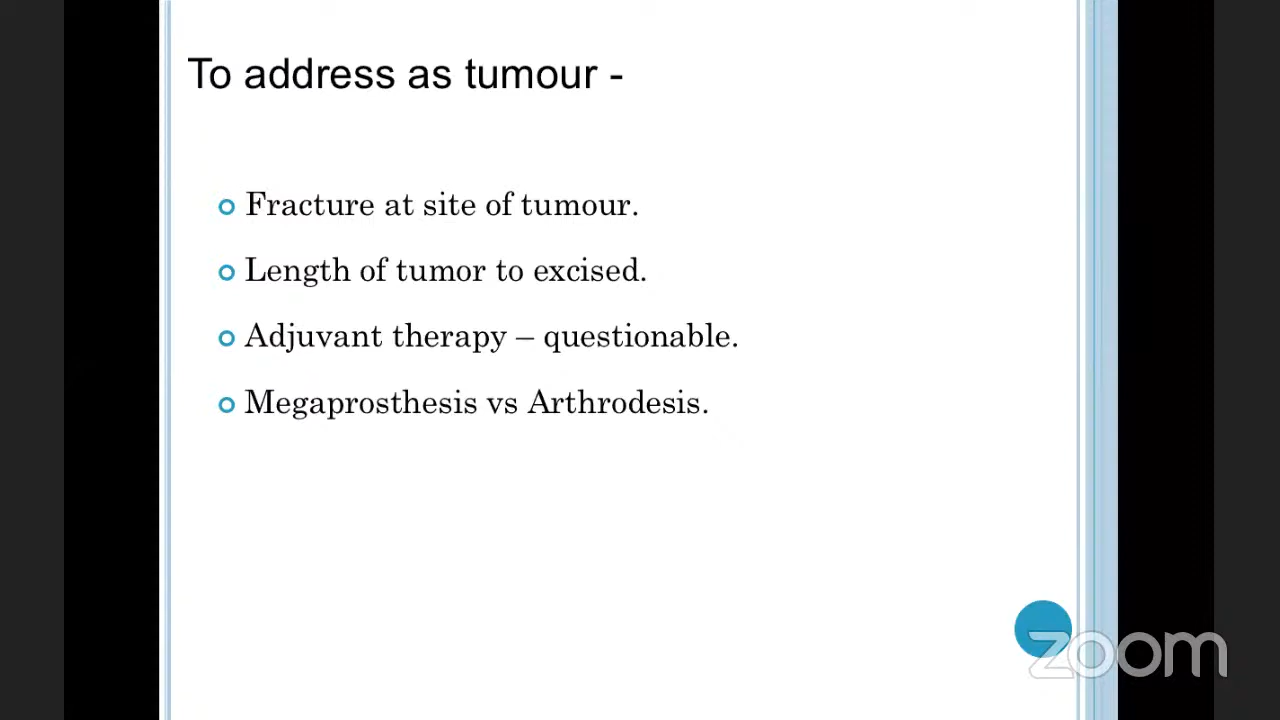 To address as tumour -
Fracture at site of tumour.
Length of tumor to excised.
Adjuvant therapy – questionable.
Megaprosthesis vs Arthrodesis.
zoom